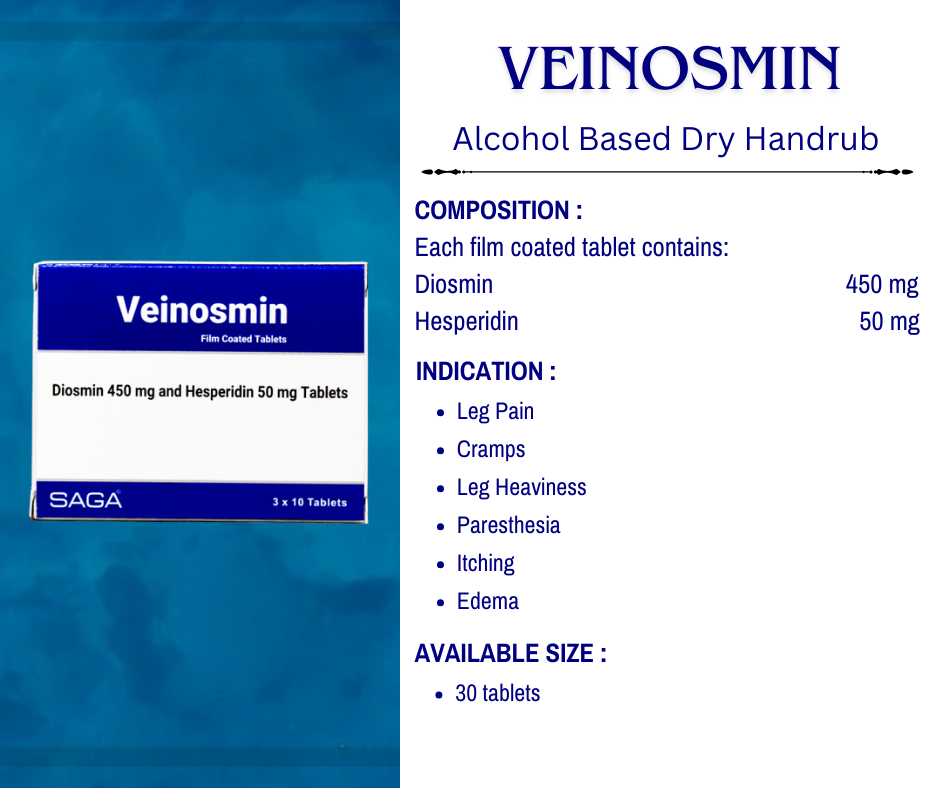 Veinosmin
Film Coated Tablets
Diosmin 450 mg and Hesperidin 50 mg Tablets
SAGA
3 x 10 Tablets
VEINOSMIN
Alcohol Based Dry Handrub
COMPOSITION :
Each film coated tablet contains:
Diosmin 450 mg
Hesperidin 50 mg
INDICATION :
• Leg Pain
• Cramps
• Leg Heaviness
• Paresthesia
• Itching
• Edema
AVAILABLE SIZE :
• 30 tablets